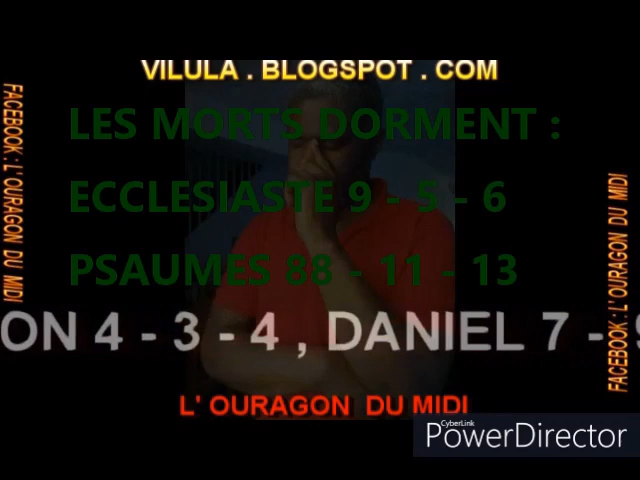 VILULA . BLOGSPOT . COM
FACEBOOK : L' OURAGON DU MIDI
LES MORTS DORMENT :
ECCLESIASTE 9 - 5 - 6
PSAUMES 88 - 11 - 13
ON 4 - 3 - 4 , DANIEL 7 -
FACEBOOK : L' OURAGON DU MIDI
L' OURAGON DU MIDI
CyberLink
PowerDirector